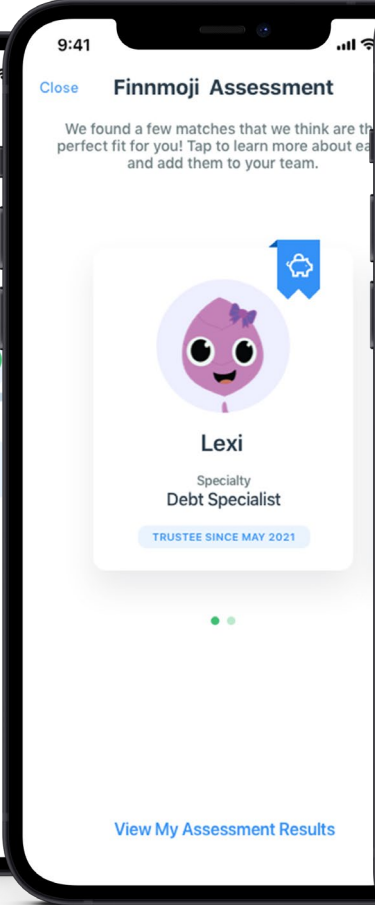 9:41
Close Finnmoji Assessment
We found a few matches that we think are
perfect fit for you! Tap to learn more about
and add them to your team.
Lexi
Specialty
Debt Specialist
TRUSTEE SINCE MAY 2021
View My Assessment Results